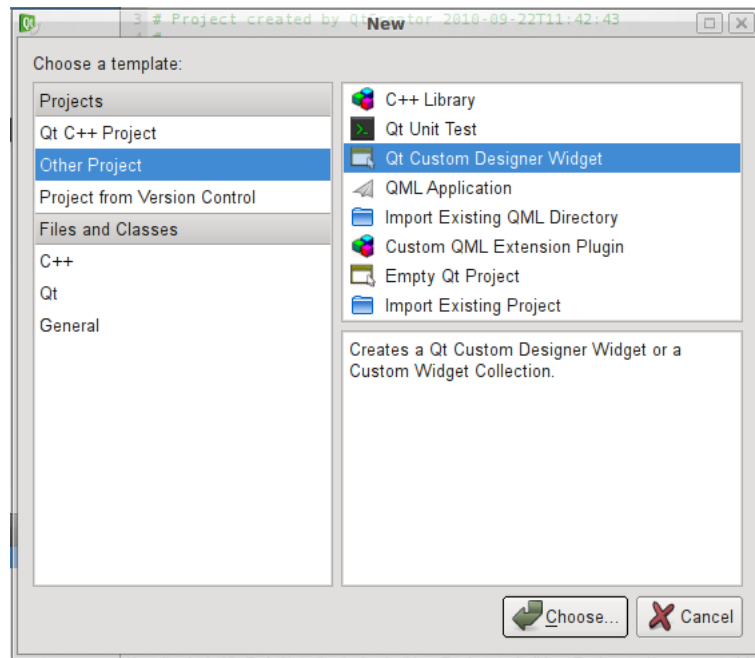 3 # Project created by QtCreator 2010-09-22T11:42:43
New
Choose a template:
Projects
Qt C++ Project
Other Project
Project from Version Control
Files and Classes
C++
Qt
General
C++ Library
Qt Unit Test
Qt Custom Designer Widget
QML Application
Import Existing QML Directory
Custom QML Extension Plugin
Empty Qt Project
Import Existing Project
Creates a Qt Custom Designer Widget or a
Custom Widget Collection.
Choose...
Cancel